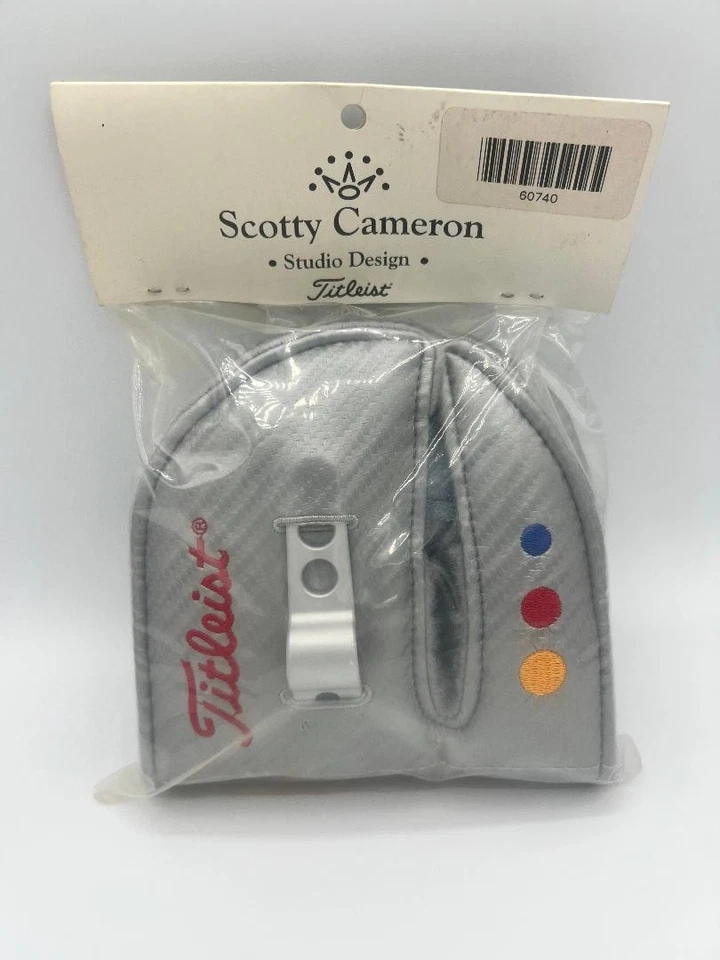 60740
Scotty Cameron
• Studio Design •
Titleist
Titleist®